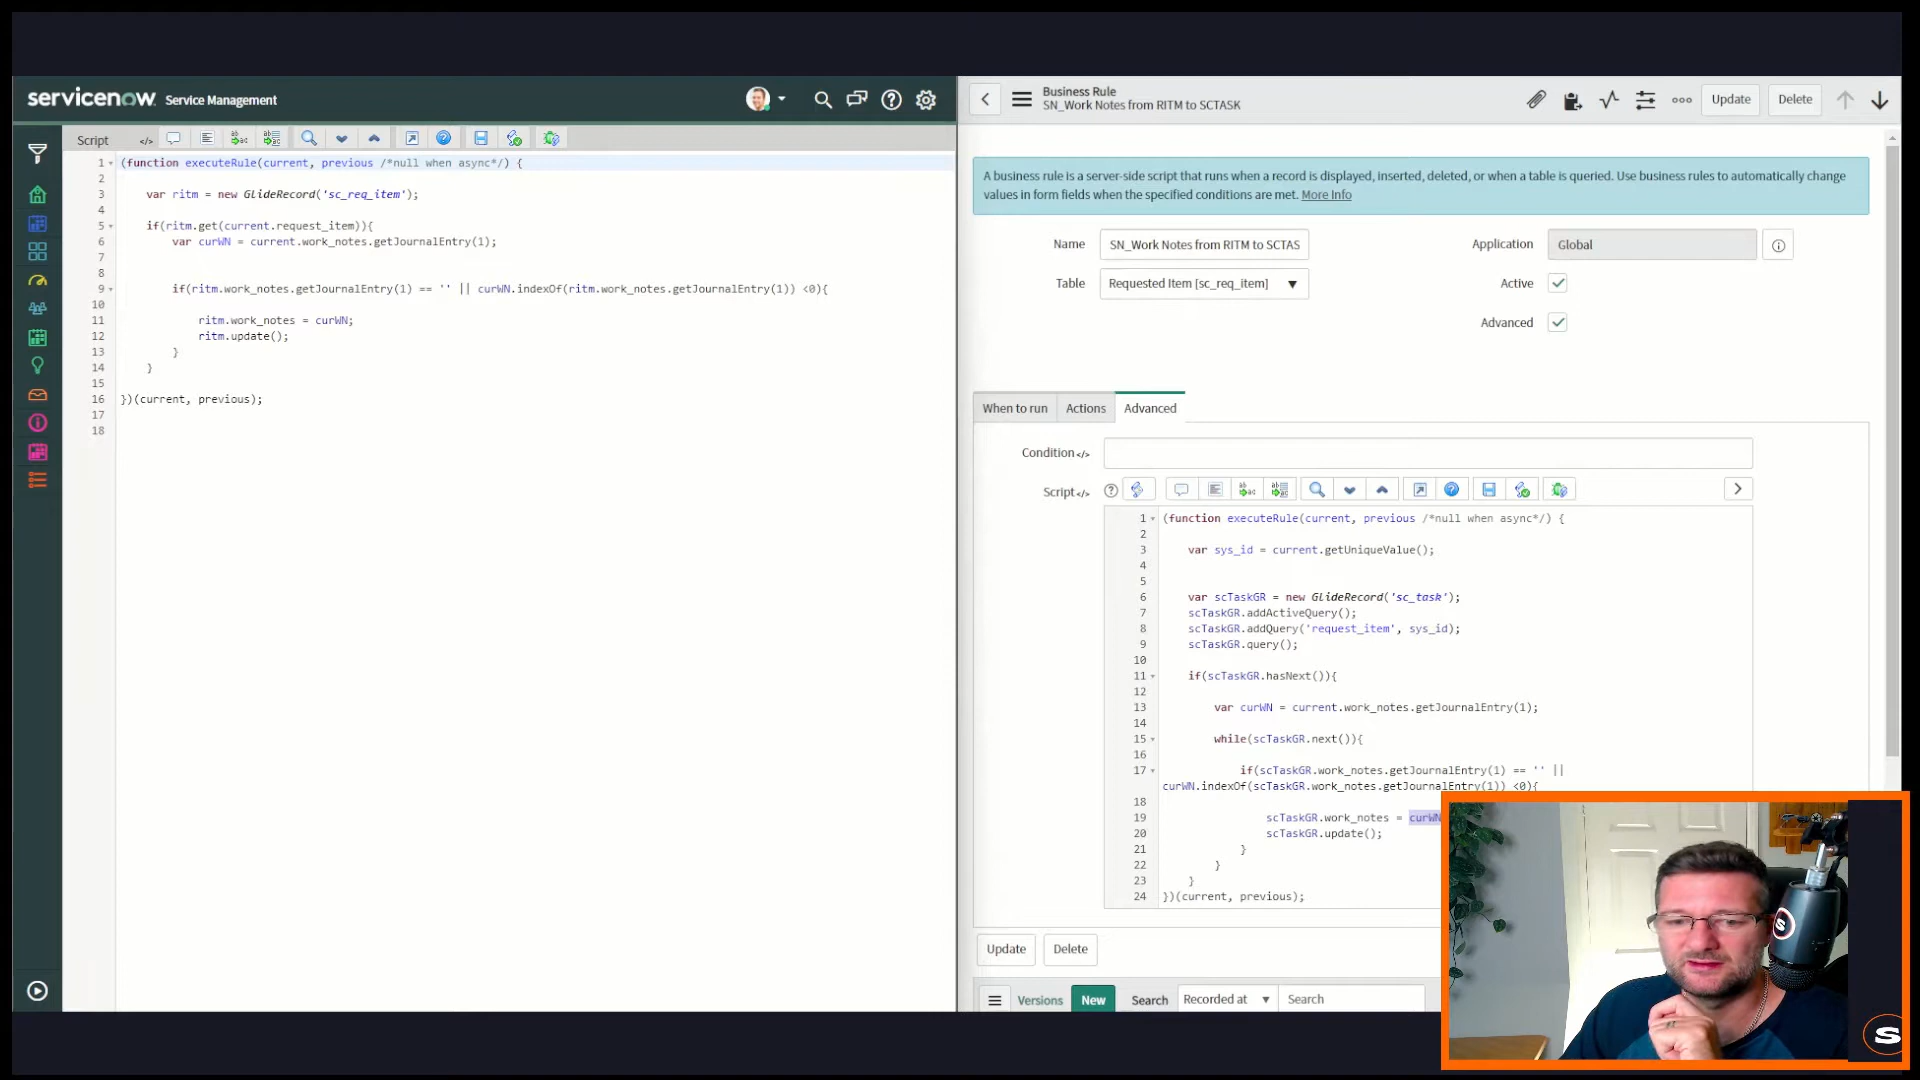 servicenow. Service Management
Script
1 (function executeRule(current, previous /*null when async*/) {
2
3 var ritm = new GlideRecord('sc_req_item');
4
5 if(ritm.get(current.request_item)){
6 var curWN = current.work_notes.getJournalEntry(1);
7
8
9 if(ritm.work_notes.getJournalEntry(1) == '' || curWN.indexOf(ritm.work_notes.getJournalEntry(1)) <0){
10
11 ritm.work_notes = curWN;
12 ritm.update();
13 }
14 }
15
16 })(current, previous);
17
18
Business Rule
SN_Work Notes from RITM to SCTASK
Update
Delete
A business rule is a server-side script that runs when a record is displayed, inserted, deleted, or when a table is queried. Use business rules to automatically change
values in form fields when the specified conditions are met. More Info
Name SN_Work Notes from RITM to SCTAS
Application Global
Table Requested Item [sc_req_item]
Active
Advanced
When to run Actions Advanced
Condition
Script
1 (function executeRule(current, previous /*null when async*/) {
2
3 var sys_id = current.getUniqueValue();
4
5
6 var scTaskGR = new GlideRecord('sc_task');
7 scTaskGR.addActiveQuery();
8 scTaskGR.addQuery('request_item', sys_id);
9 scTaskGR.query();
10
11 if(scTaskGR.hasNext()){
12
13 var curWN = current.work_notes.getJournalEntry(1);
14
15 while(scTaskGR.next()){
16
17 if(scTaskGR.work_notes.getJournalEntry(1) == '' ||
curWN.indexOf(scTaskGR.work_notes.getJournalEntry(1)) <0){
18
19 scTaskGR.work_notes = curWN
20 scTaskGR.update();
21 }
22 }
23 }
24 })(current, previous);
Update Delete
Versions New Search Recorded at Search
S
S